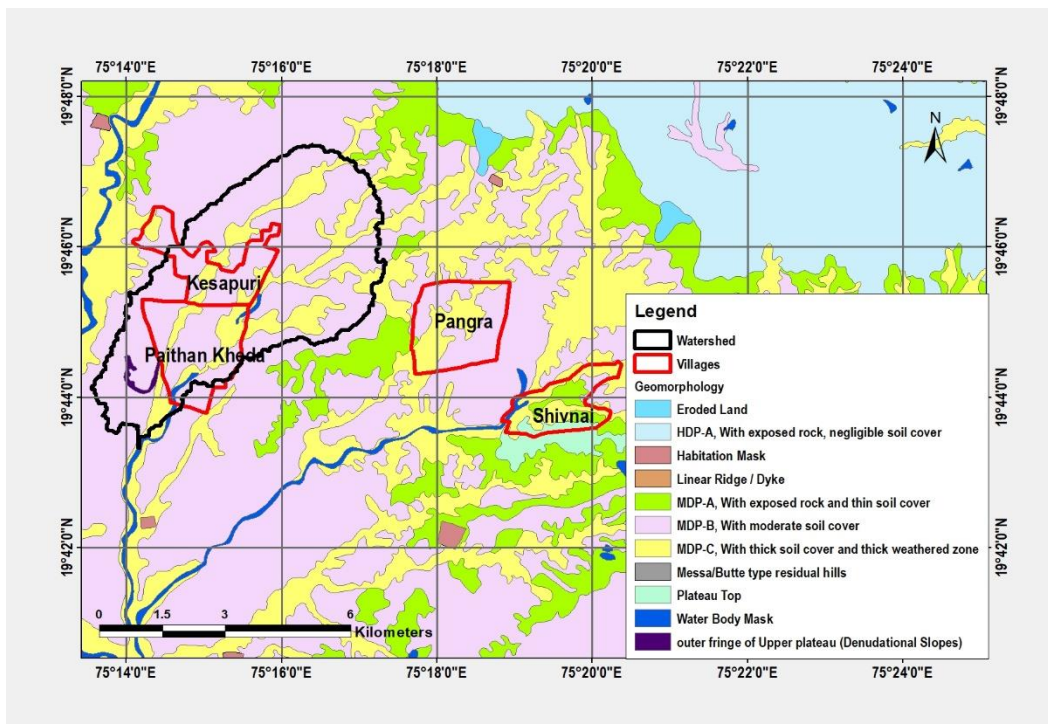 75°14'0"E 75°16'0"E 75°18'0"E 75°20'0"E 75°22'0"E 75°24'0"E
19°48'0"N 19°48'0"N
N
19°46'0"N 19°46'0"N
Kesapuri
Pangra
Paithan Kheda
19°44'0"N 19°44'0"N
Shivnai
19°42'0"N 19°42'0"N
Legend
Watershed
Villages
Geomorphology
Eroded Land
HDP-A, With exposed rock, negligible soil cover
Habitation Mask
Linear Ridge / Dyke
MDP-A, With exposed rock and thin soil cover
MDP-B, With moderate soil cover
MDP-C, With thick soil cover and thick weathered zone
Messa/Butte type residual hills
Plateau Top
Water Body Mask
outer fringe of Upper plateau (Denudational Slopes)
0 1.5 3 6
Kilometers
75°14'0"E 75°16'0"E 75°18'0"E 75°20'0"E 75°22'0"E 75°24'0"E